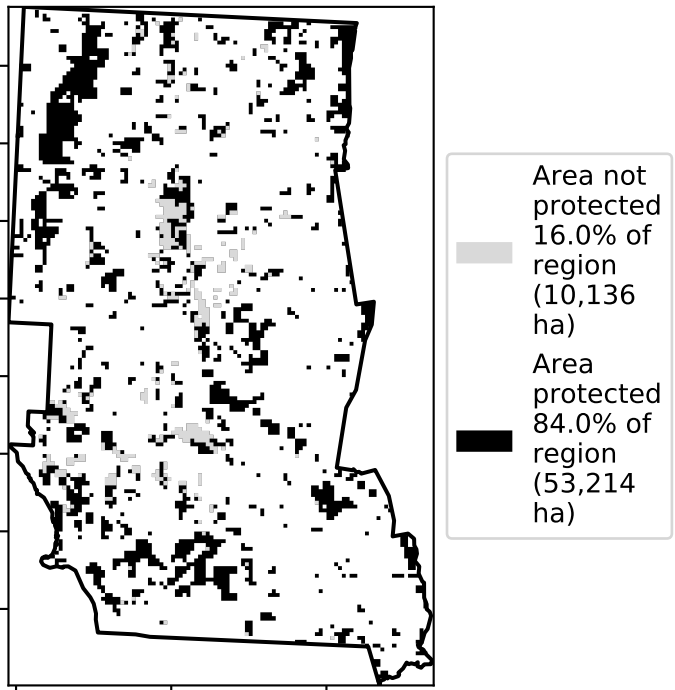 Area not
protected
16.0% of
region
(10,136
ha)
Area
protected
84.0% of
region
(53,214
ha)